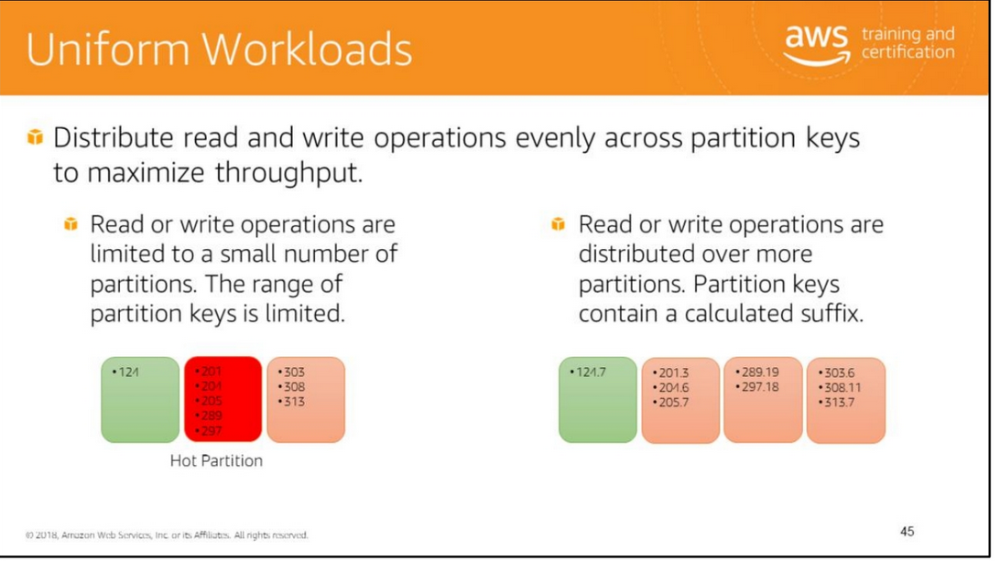 Uniform Workloads
aws training and
certification
Distribute read and write operations evenly across partition keys
to maximize throughput.
Read or write operations are
limited to a small number of
partitions. The range of
partition keys is limited.
•124
•201
•204
•205
•289
•297
•303
•308
•313
Hot Partition
Read or write operations are
distributed over more
partitions. Partition keys
contain a calculated suffix.
•124.7
•201.3
•204.6
•205.7
•289.19
•297.18
•303.6
•308.11
•313.7
© 2018, Amazon Web Services, Inc. or its Affiliates. All rights reserved.
45